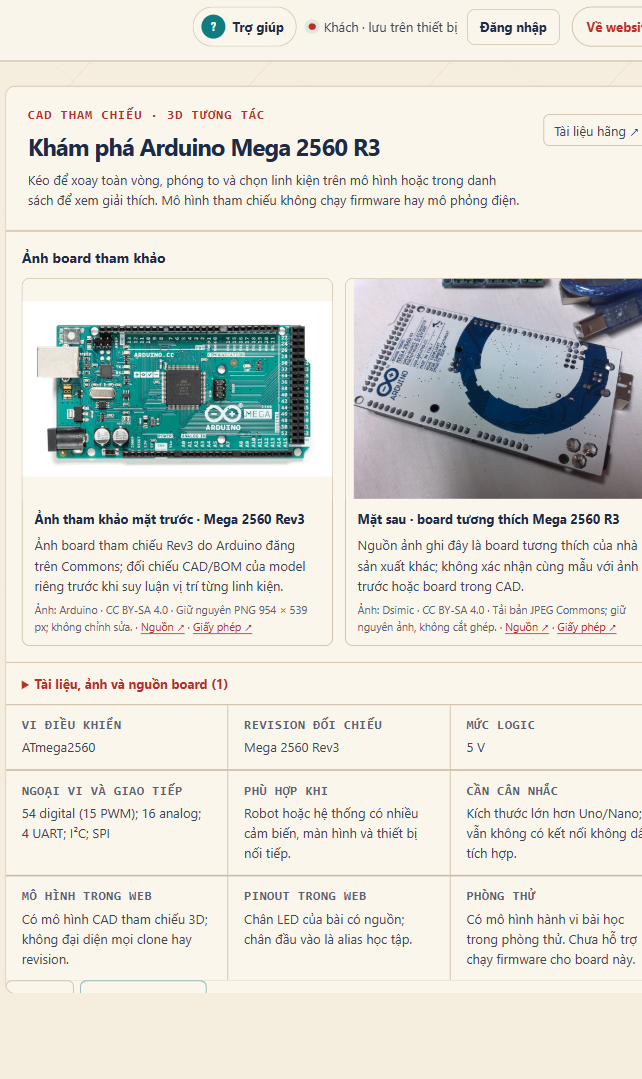 ? Trợ giúp
Khách · lưu trên thiết bị
Đăng nhập
Về websi
CAD THAM CHIẾU · 3D TƯƠNG TÁC
Khám phá Arduino Mega 2560 R3
Tài liệu hãng ↗
Kéo để xoay toàn vòng, phóng to và chọn linh kiện trên mô hình hoặc trong danh
sách để xem giải thích. Mô hình tham chiếu không chạy firmware hay mô phỏng điện.
Ảnh board tham khảo
ARDUINO.CC
MEGA
ARDUINO
ARDUINO
Ảnh tham khảo mặt trước · Mega 2560 Rev3
Ảnh board tham chiếu Rev3 do Arduino đăng
trên Commons; đối chiếu CAD/BOM của model
riêng trước khi suy luận vị trí từng linh kiện.
Ảnh: Arduino · CC BY-SA 4.0 · Giữ nguyên PNG 954 × 539
px; không chỉnh sửa. · Nguồn ↗ · Giấy phép ↗
Mặt sau · board tương thích Mega 2560 R3
Nguồn ảnh ghi đây là board tương thích của nhà
sản xuất khác; không xác nhận cùng mẫu với ảnh
trước hoặc board trong CAD.
Ảnh: Dsimic · CC BY-SA 4.0 · Tải bản JPEG Commons; giữ
nguyên ảnh, không cắt ghép. · Nguồn ↗ · Giấy phép ↗
▶ Tài liệu, ảnh và nguồn board (1)
VI ĐIỀU KHIỂN
ATmega2560
REVISION ĐỐI CHIẾU
Mega 2560 Rev3
MỨC LOGIC
5 V
NGOẠI VI VÀ GIAO TIẾP
54 digital (15 PWM); 16 analog;
4 UART; I²C; SPI
PHÙ HỢP KHI
Robot hoặc hệ thống có nhiều
cảm biến, màn hình và thiết bị
nối tiếp.
CẦN CÂN NHẮC
Kích thước lớn hơn Uno/Nano;
vẫn không có kết nối không dâ
tích hợp.
MÔ HÌNH TRONG WEB
Có mô hình CAD tham chiếu 3D;
không đại diện mọi clone hay
revision.
PINOUT TRONG WEB
Chân LED của bài có nguồn;
chân đầu vào là alias học tập.
PHÒNG THỬ
Có mô hình hành vi bài học
trong phòng thử. Chưa hỗ trợ
chạy firmware cho board này.